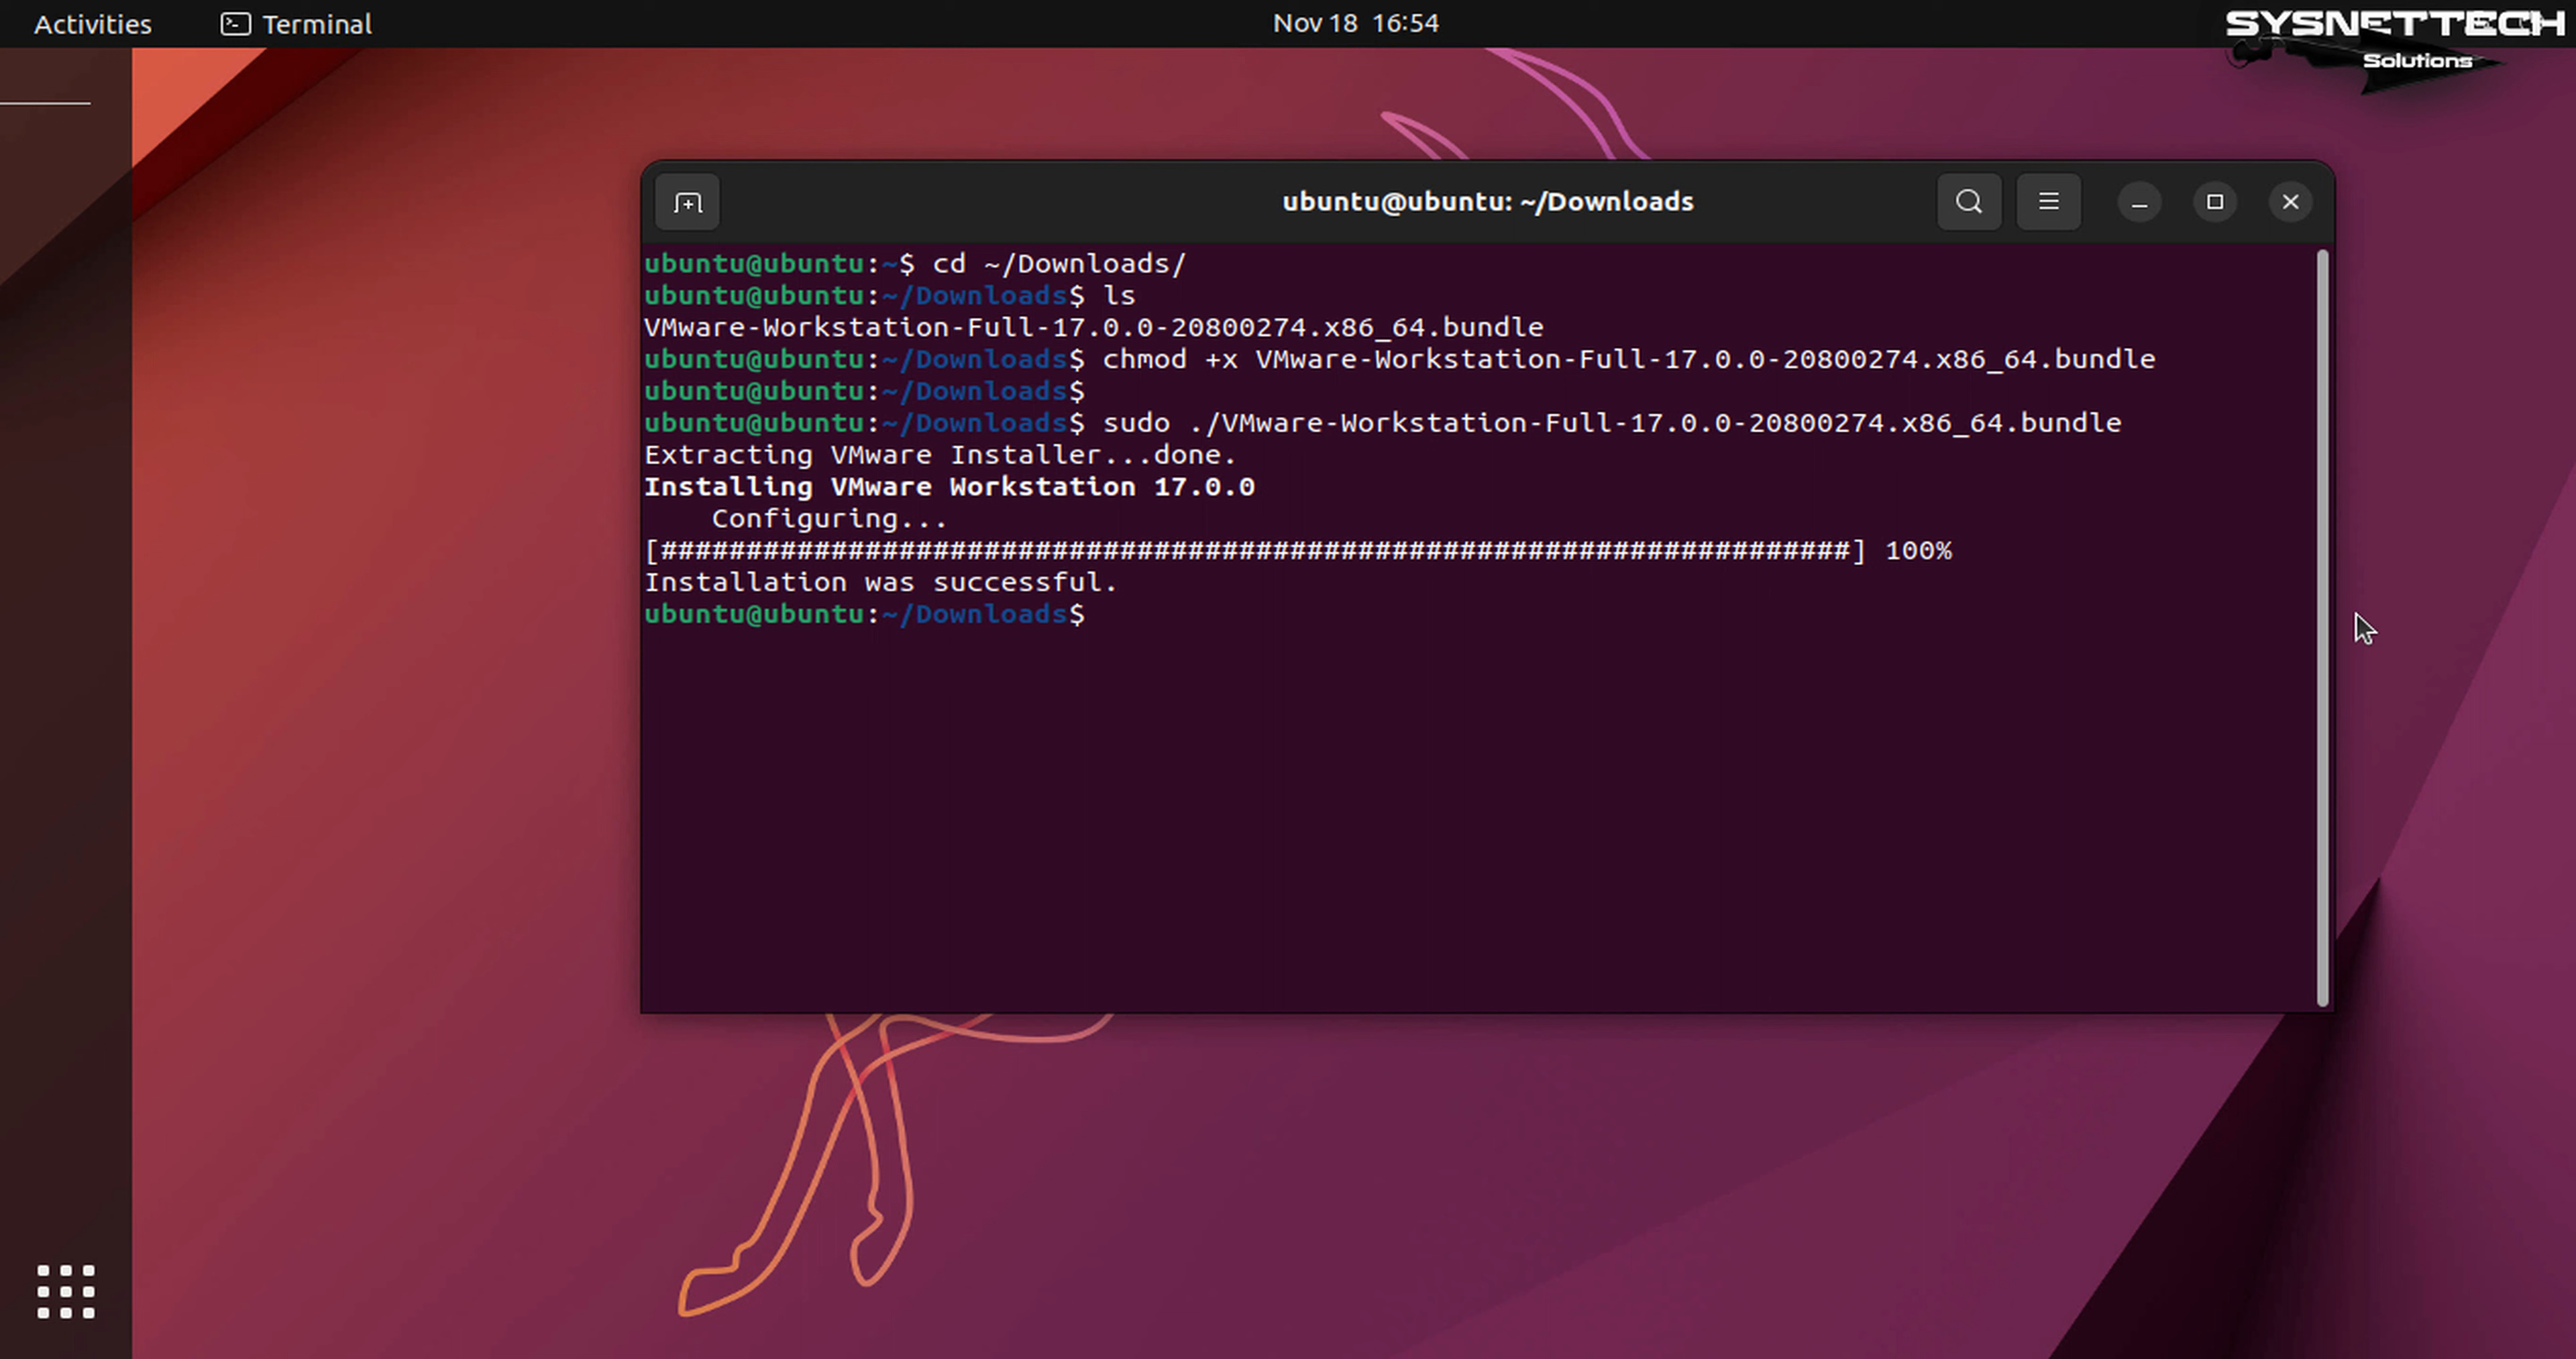 Activities Terminal Nov 18 16:54 SYSNETTECH
Solutions
ubuntu@ubuntu: ~/Downloads
ubuntu@ubuntu:~$ cd ~/Downloads/
ubuntu@ubuntu:~/Downloads$ ls
VMware-Workstation-Full-17.0.0-20800274.x86_64.bundle
ubuntu@ubuntu:~/Downloads$ chmod +x VMware-Workstation-Full-17.0.0-20800274.x86_64.bundle
ubuntu@ubuntu:~/Downloads$
ubuntu@ubuntu:~/Downloads$ sudo ./VMware-Workstation-Full-17.0.0-20800274.x86_64.bundle
Extracting VMware Installer...done.
Installing VMware Workstation 17.0.0
    Configuring...
[######################################################################] 100%
Installation was successful.
ubuntu@ubuntu:~/Downloads$